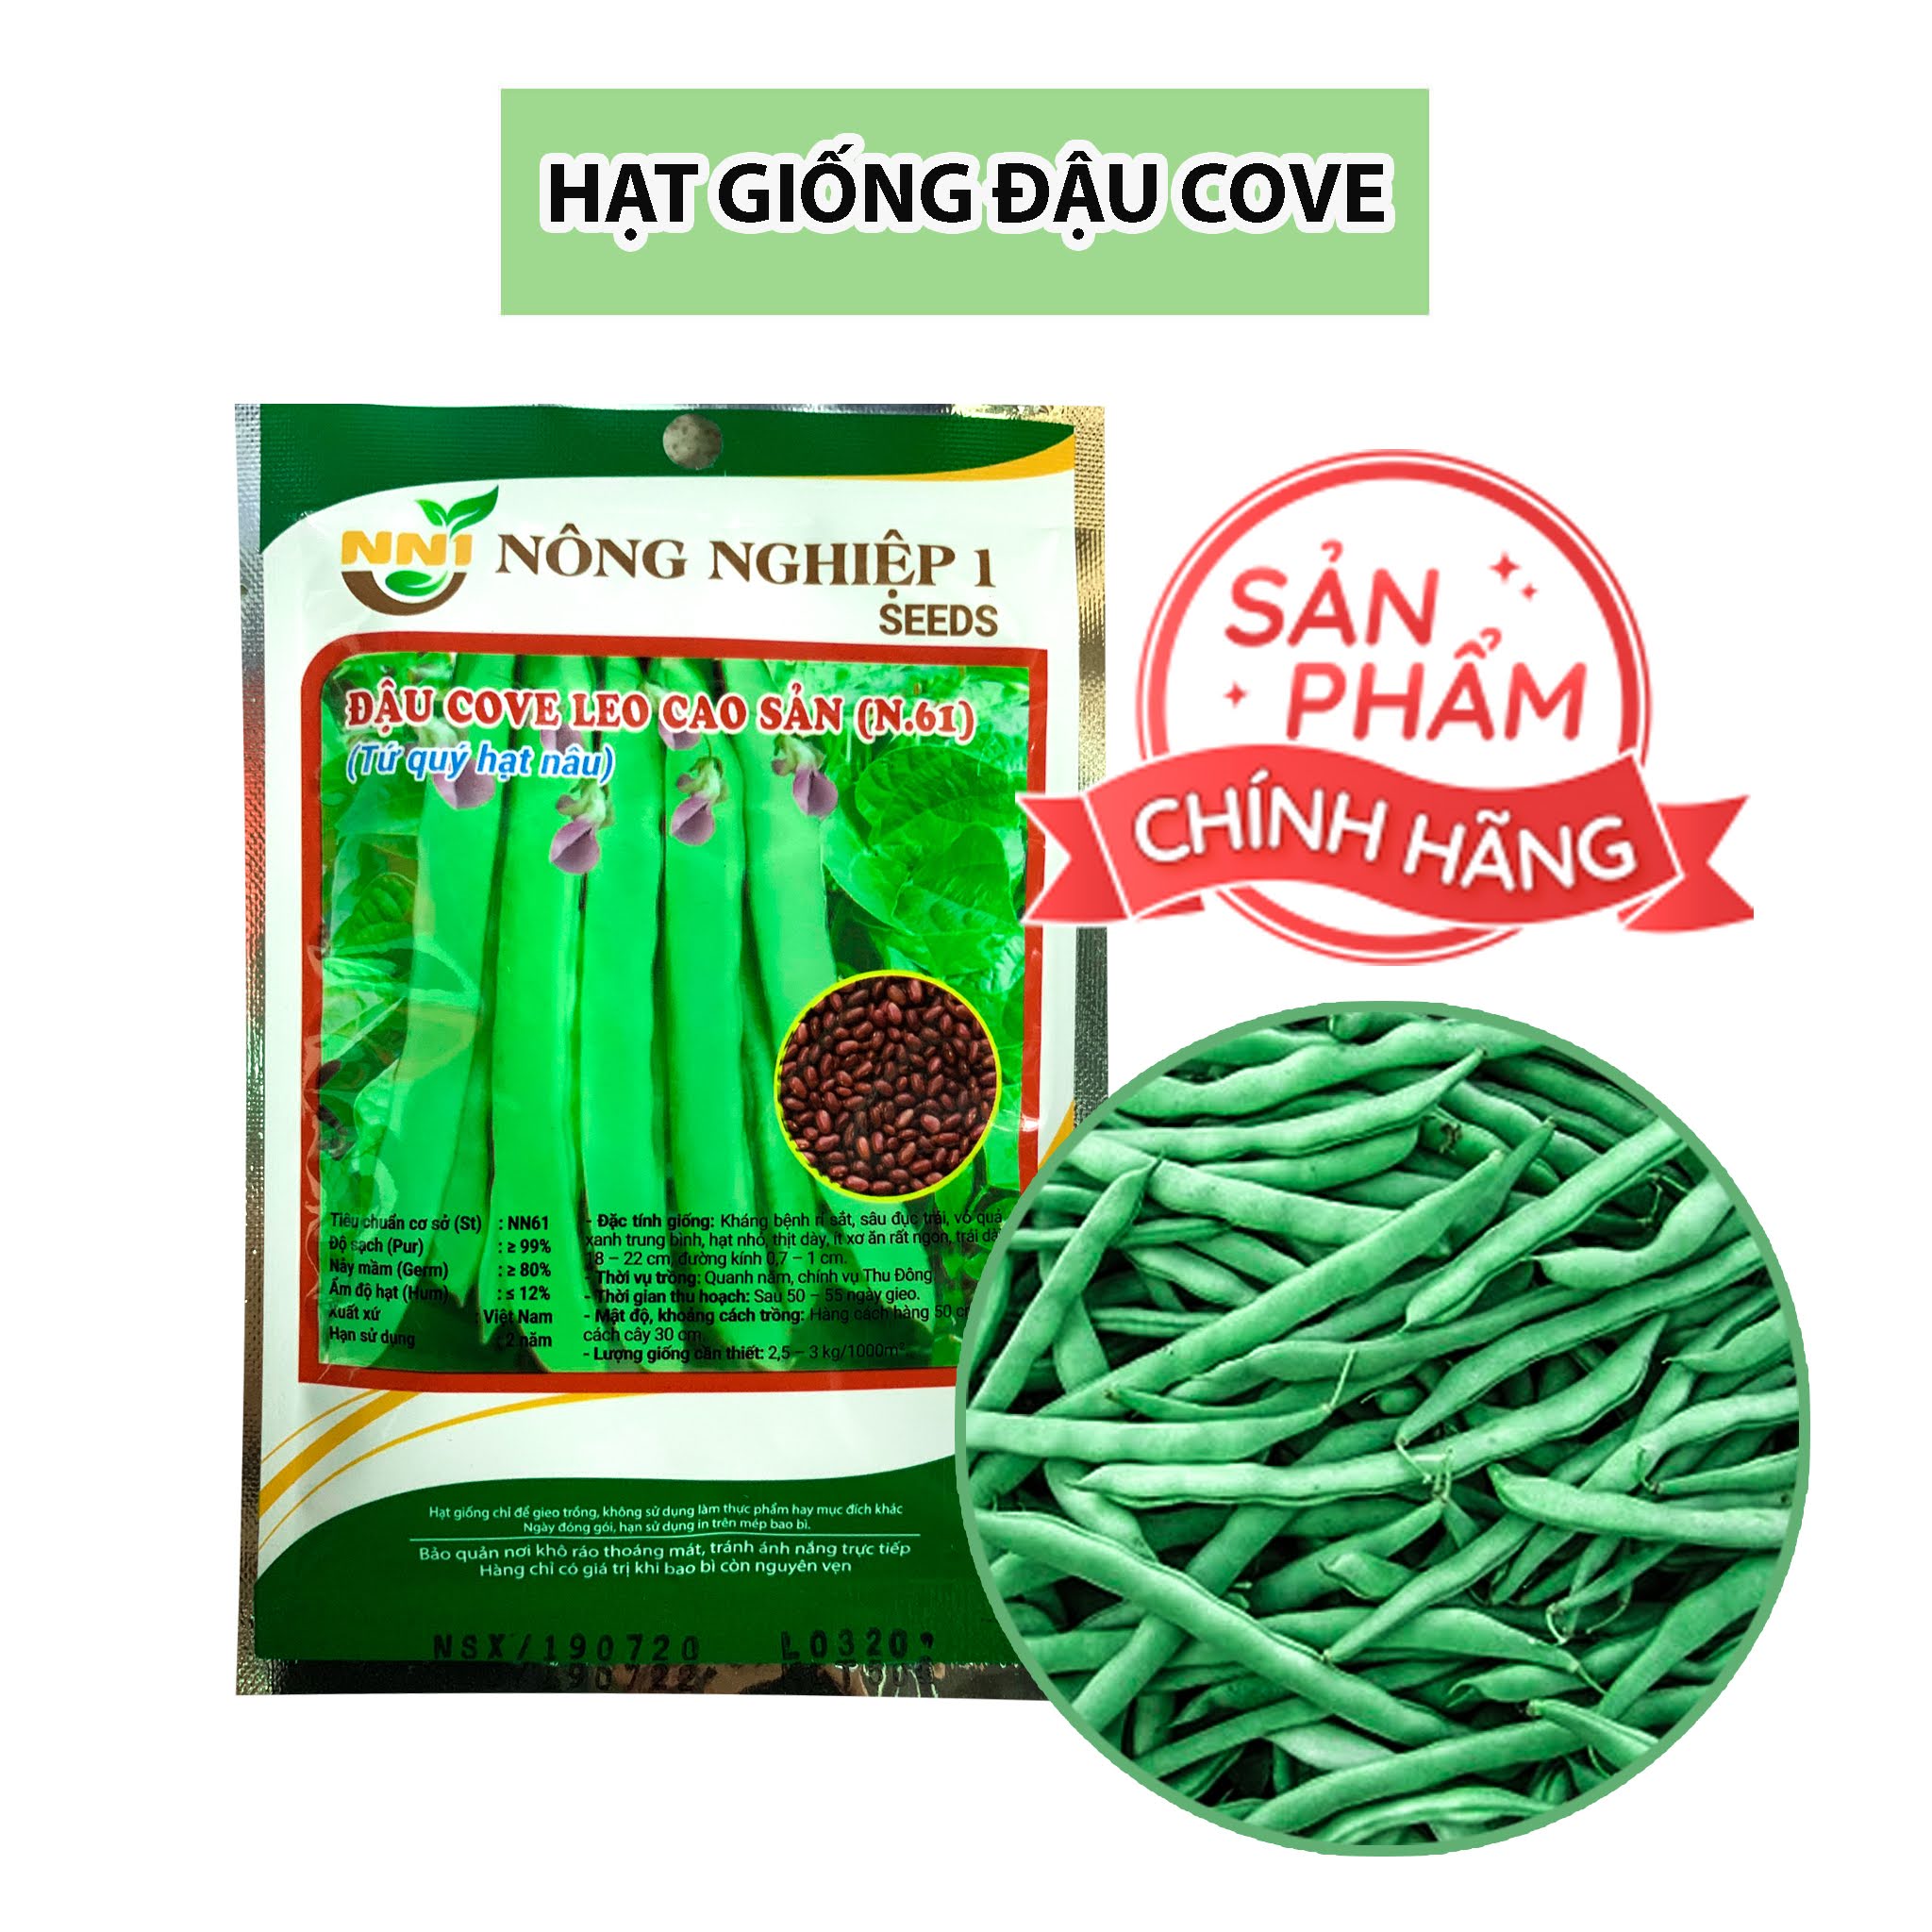 HẠT GIỐNG ĐẬU COVE
NN1 NÔNG NGHIỆP 1
SEEDS
ĐẬU COVE LEO CAO SẢN (N.61)
(Tứ quý hạt nâu)
SẢN
PHẨM
CHÍNH HÃNG
Tiêu chuẩn cơ sở (St) : NN61
Độ sạch (Pur) : ≥ 99%
Nảy mầm (Germ) : ≥ 80%
Ẩm độ hạt (Hum) : ≤ 12%
Xuất xứ : Việt Nam
Hạn sử dụng : 2 năm
- Đặc tính giống: Kháng bệnh rỉ sắt, sâu đục trái, vỏ quả
xanh trung bình, hạt nhỏ, thịt dày, ít xơ ăn rất ngon, trái dài
18 – 22 cm, đường kính 0,7 – 1 cm.
- Thời vụ trồng: Quanh năm, chính vụ Thu Đông
- Thời gian thu hoạch: Sau 50 – 55 ngày gieo.
- Mật độ, khoảng cách trồng: Hàng cách hàng 50
cách cây 30 cm.
- Lượng giống cần thiết: 2,5 – 3 kg/1000m²
Hạt giống chỉ để gieo trồng, không sử dụng làm thực phẩm hay mục đích khác
Ngày đóng gói, hạn sử dụng in trên mép bao bì.
Bảo quản nơi khô ráo thoáng mát, tránh ánh nắng trực tiếp
Hàng chỉ có giá trị khi bao bì còn nguyên vẹn
NSX/190720 L0320